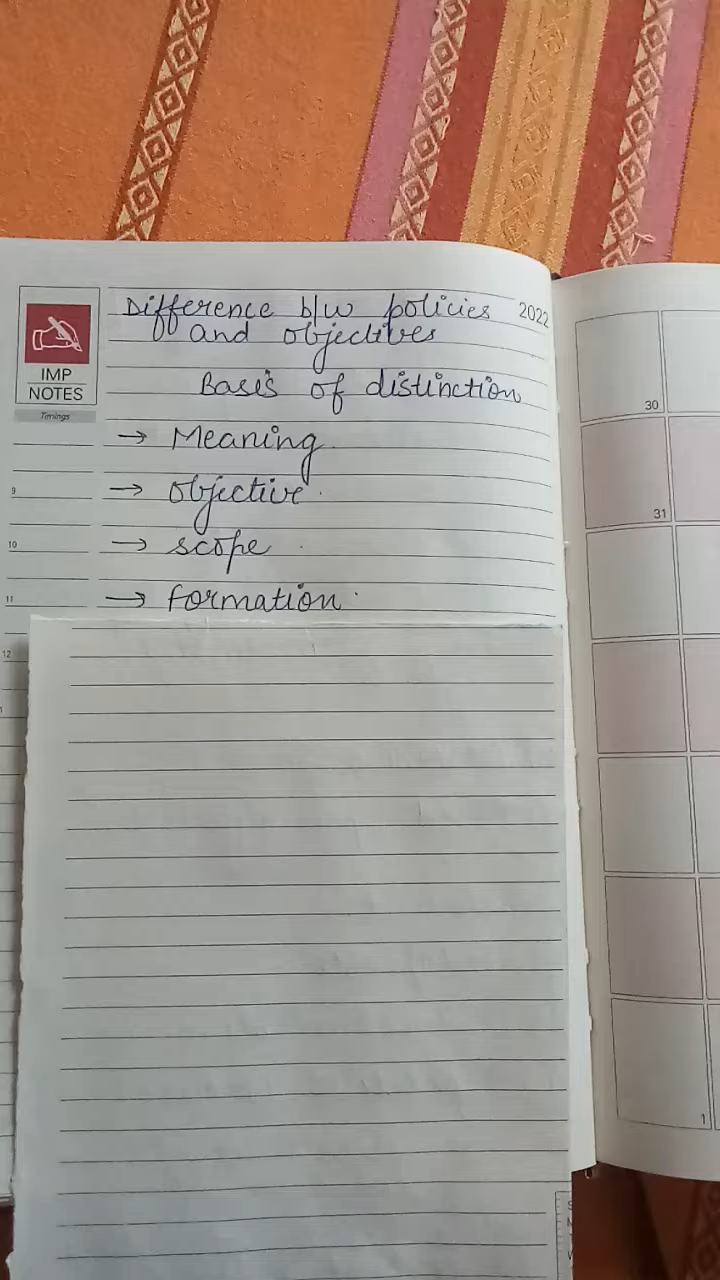 Difference b/w policies 2022
and objectives
IMP
NOTES
Basis of distinction
Timings
→ Meaning.
9
→ objective.
10
→ scope.
11
→ formation.
12
30
31
1